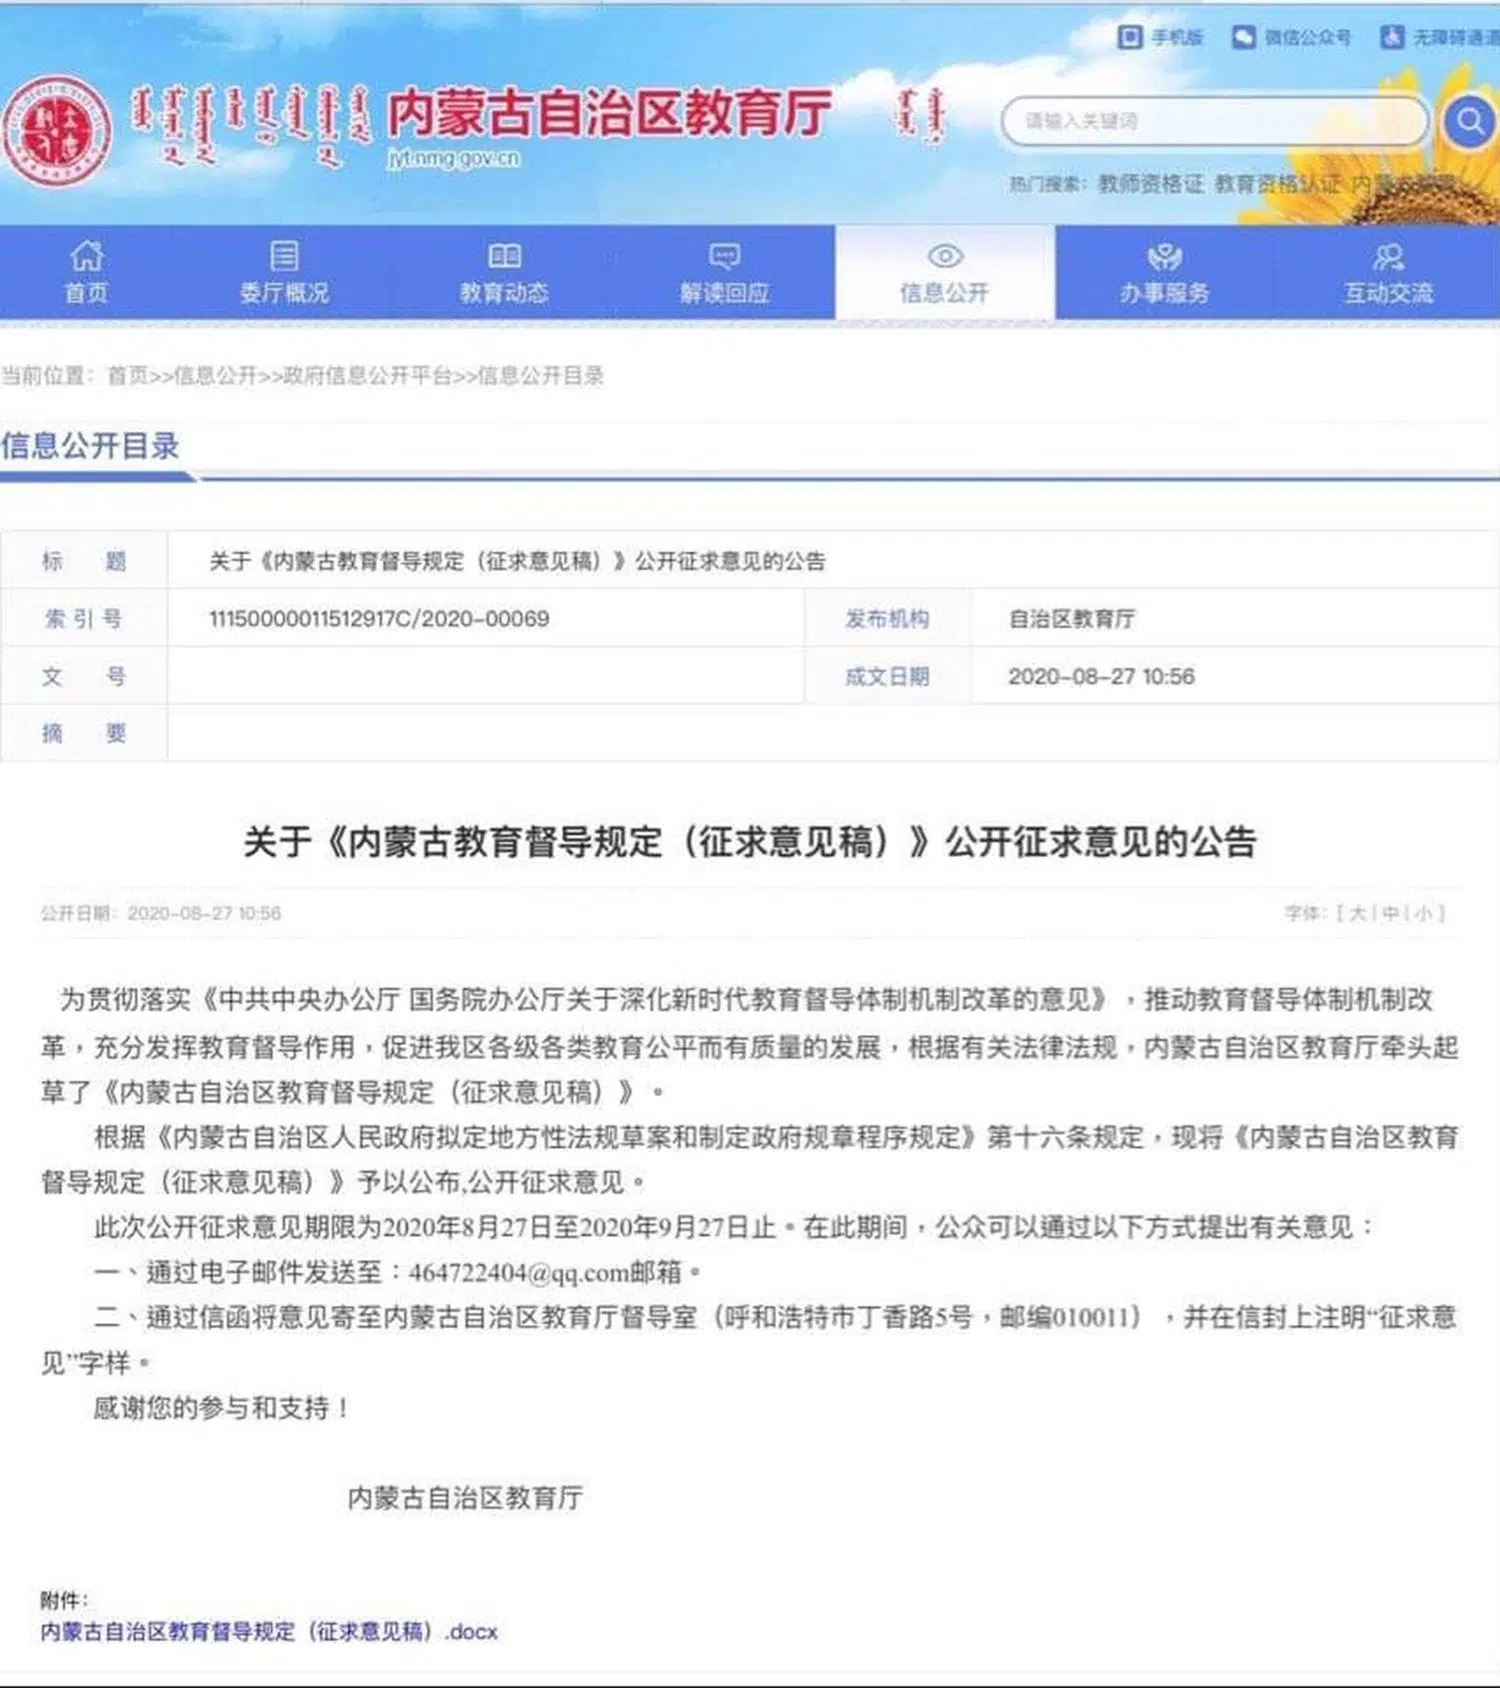 手机版 微信公众号 无障碍通道
内蒙古自治区教育厅
jyt.nmg.gov.cn
请输入关键词
热门搜索: 教师资格证 教育资格认证
首页 委厅概况 教育动态 解读回应 信息公开 办事服务 互动交流
当前位置: 首页>>信息公开>>政府信息公开平台>>信息公开目录
信息公开目录
标 题 关于《内蒙古教育督导规定（征求意见稿）》公开征求意见的公告
索引号 11150000011512917C/2020-00069 发布机构 自治区教育厅
文 号 成文日期 2020-08-27 10:56
摘 要
关于《内蒙古教育督导规定（征求意见稿）》公开征求意见的公告
公开日期: 2020-08-27 10:56 字体: [ 大 | 中 | 小 ]
为贯彻落实《中共中央办公厅 国务院办公厅关于深化新时代教育督导体制机制改革的意见》，推动教育督导体制机制改
革，充分发挥教育督导作用，促进我区各级各类教育公平而有质量的发展，根据有关法律法规，内蒙古自治区教育厅牵头起
草了《内蒙古自治区教育督导规定（征求意见稿）》。
根据《内蒙古自治区人民政府拟定地方性法规草案和制定政府规章程序规定》第十六条规定，现将《内蒙古自治区教育
督导规定（征求意见稿）》予以公布,公开征求意见。
此次公开征求意见期限为2020年8月27日至2020年9月27日止。在此期间，公众可以通过以下方式提出有关意见：
一、通过电子邮件发送至：464722404@qq.com邮箱。
二、通过信函将意见寄至内蒙古自治区教育厅督导室（呼和浩特市丁香路5号，邮编010011），并在信封上注明“征求意
见”字样。
感谢您的参与和支持！
内蒙古自治区教育厅
附件:
内蒙古自治区教育督导规定（征求意见稿）.docx